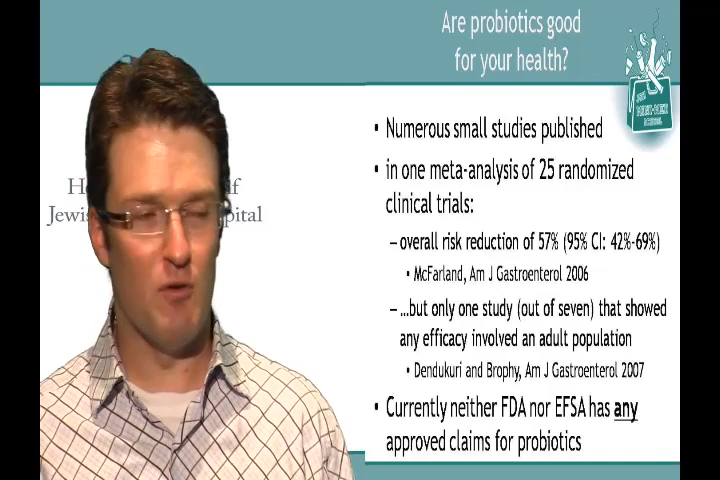 Are probiotics good
for your health?
• Numerous small studies published
• in one meta-analysis of 25 randomized
clinical trials:
– overall risk reduction of 57% (95% CI: 42%-69%)
• McFarland, Am J Gastroenterol 2006
– …but only one study (out of seven) that showed
any efficacy involved an adult population
• Dendukuri and Brophy, Am J Gastroenterol 2007
• Currently neither FDA nor EFSA has any
approved claims for probiotics